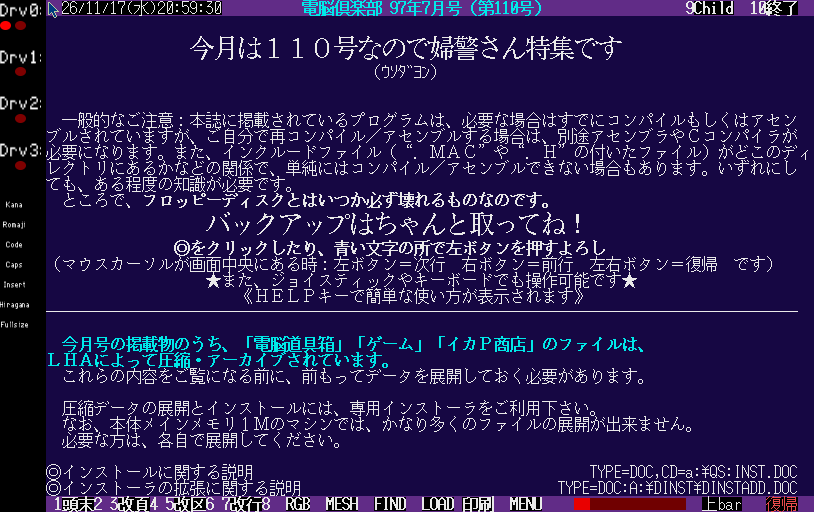 Drv0: 26/11/17(水)20:59:30 電脳倶楽部 97年7月号 (第110号) 9Child 10終了
今月は１１０号なので婦警さん特集です
(ウソダヨン)
Drv1:
Drv2:
一般的なご注意：本誌に掲載されているプログラムは、必要な場合はすでにコンパイルもしくはアセン
ブルされていますが、ご自分で再コンパイル／アセンブルする場合は、別途アセンブラやＣコンパイラが
Drv3: 必要になります。また、インクルードファイル（“．ＭＡＣ”や“．Ｈ”の付いたファイル）がどこのディ
レクトリにあるかなどの関係で、単純にはコンパイル／アセンブルできない場合もあります。いずれにし
ても、ある程度の知識が必要です。
Kana ところで、フロッピーディスクとはいつか必ず壊れるものなのです。
Romaji バックアップはちゃんと取ってね！
Code ◎をクリックしたり、青い文字の所で左ボタンを押すよろし
Caps （マウスカーソルが画面中央にある時：左ボタン＝次行　右ボタン＝前行　左右ボタン＝復帰　です）
Insert ★また、ジョイスティックやキーボードでも操作可能です★
Hiragana 《ＨＥＬＰキーで簡単な使い方が表示されます》
Fullsize
今月号の掲載物のうち、「電脳道具箱」「ゲーム」「イカＰ商店」のファイルは、
ＬＨＡによって圧縮・アーカイブされています。
これらの内容をご覧になる前に、前もってデータを展開しておく必要があります。
圧縮データの展開とインストールには、専用インストーラをご利用下さい。
なお、本体メインメモリ１Ｍのマシンでは、かなり多くのファイルの展開が出来ません。
必要な方は、各自で展開してください。
◎インストールに関する説明 TYPE=DOC,CD=a:¥QS:INST.DOC
◎インストーラの拡張に関する説明 TYPE=DOC:A:¥DINST¥DINSTADD.DOC
1頭末2 3改頁4 5改区6 7改行8 RGB MESH FIND LOAD 印刷 MENU 上bar 復帰